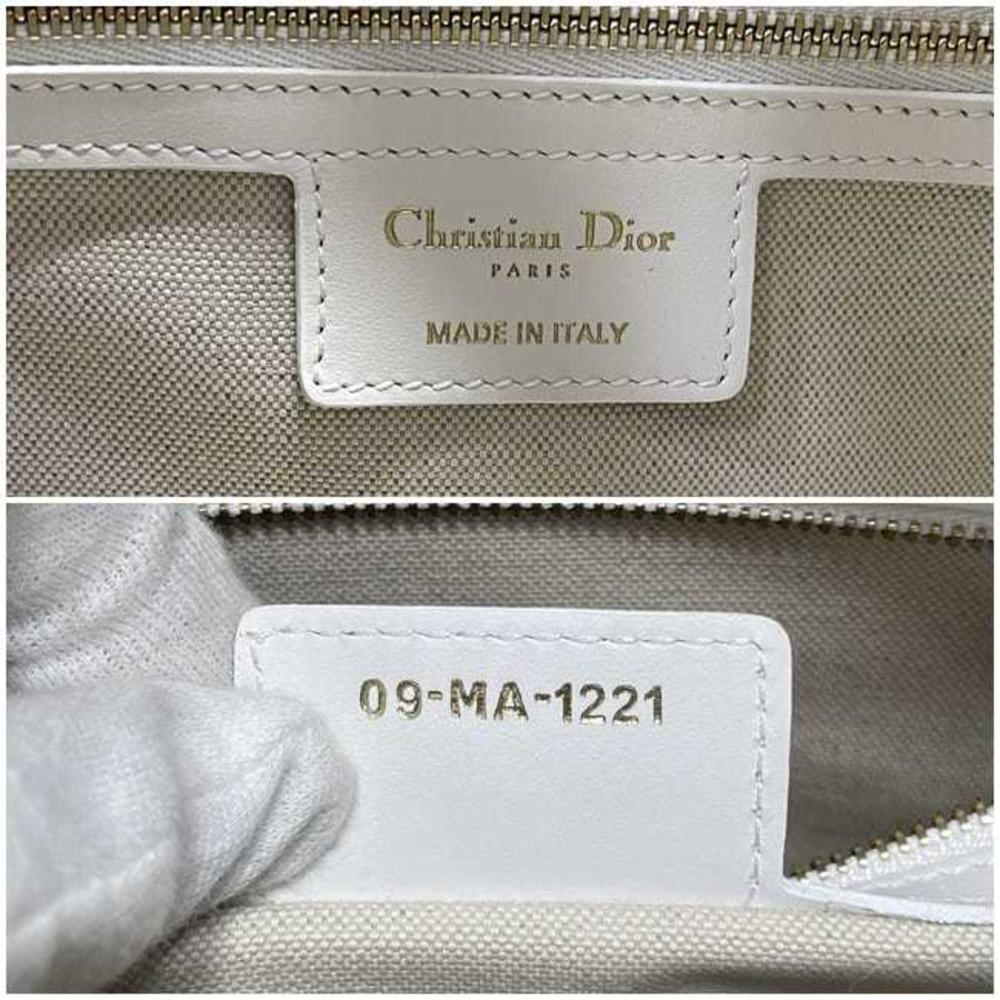 Christian Dior
PARIS
MADE IN ITALY
09-MA-1221